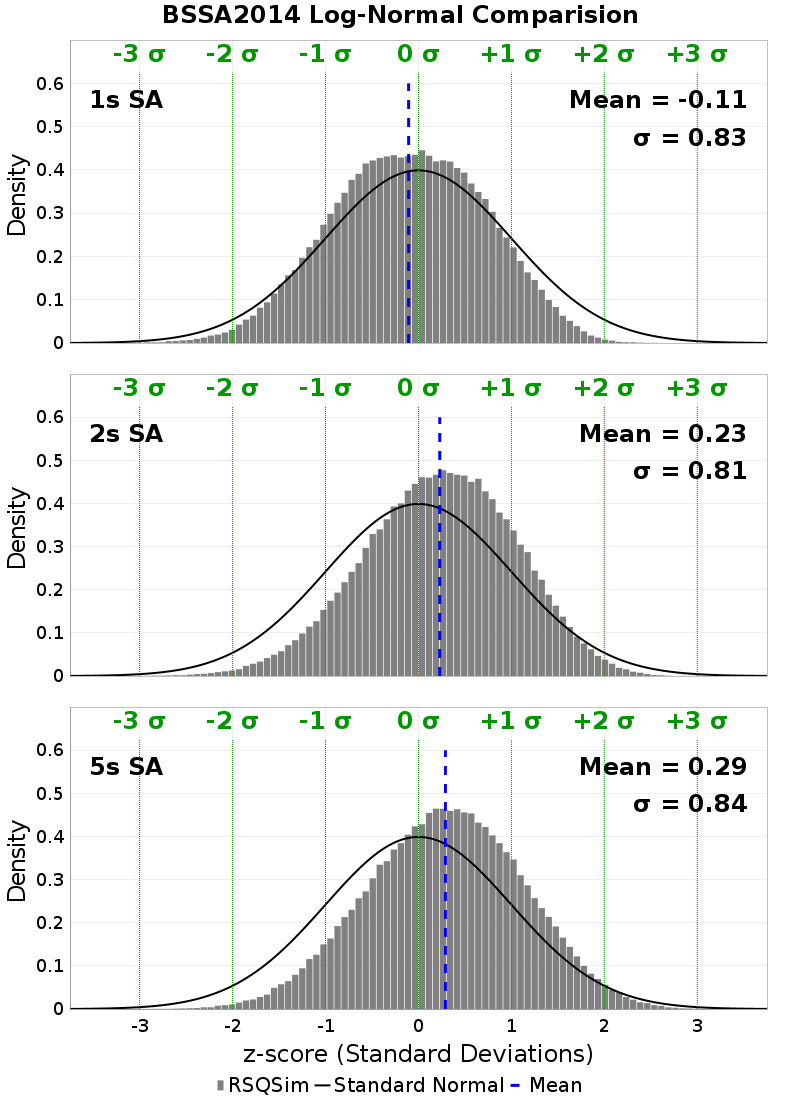 BSSA2014 Log-Normal Comparision
-3 σ -2 σ -1 σ 0 σ +1 σ +2 σ +3 σ
1s SA
Mean = -0.11
σ = 0.83
Density
0.6
0.5
0.4
0.3
0.2
0.1
0
-3 σ -2 σ -1 σ 0 σ +1 σ +2 σ +3 σ
2s SA
Mean = 0.23
σ = 0.81
Density
0.6
0.5
0.4
0.3
0.2
0.1
0
-3 σ -2 σ -1 σ 0 σ +1 σ +2 σ +3 σ
5s SA
Mean = 0.29
σ = 0.84
Density
0.6
0.5
0.4
0.3
0.2
0.1
0
-3 -2 -1 0 1 2 3
z-score (Standard Deviations)
RSQSim Standard Normal Mean